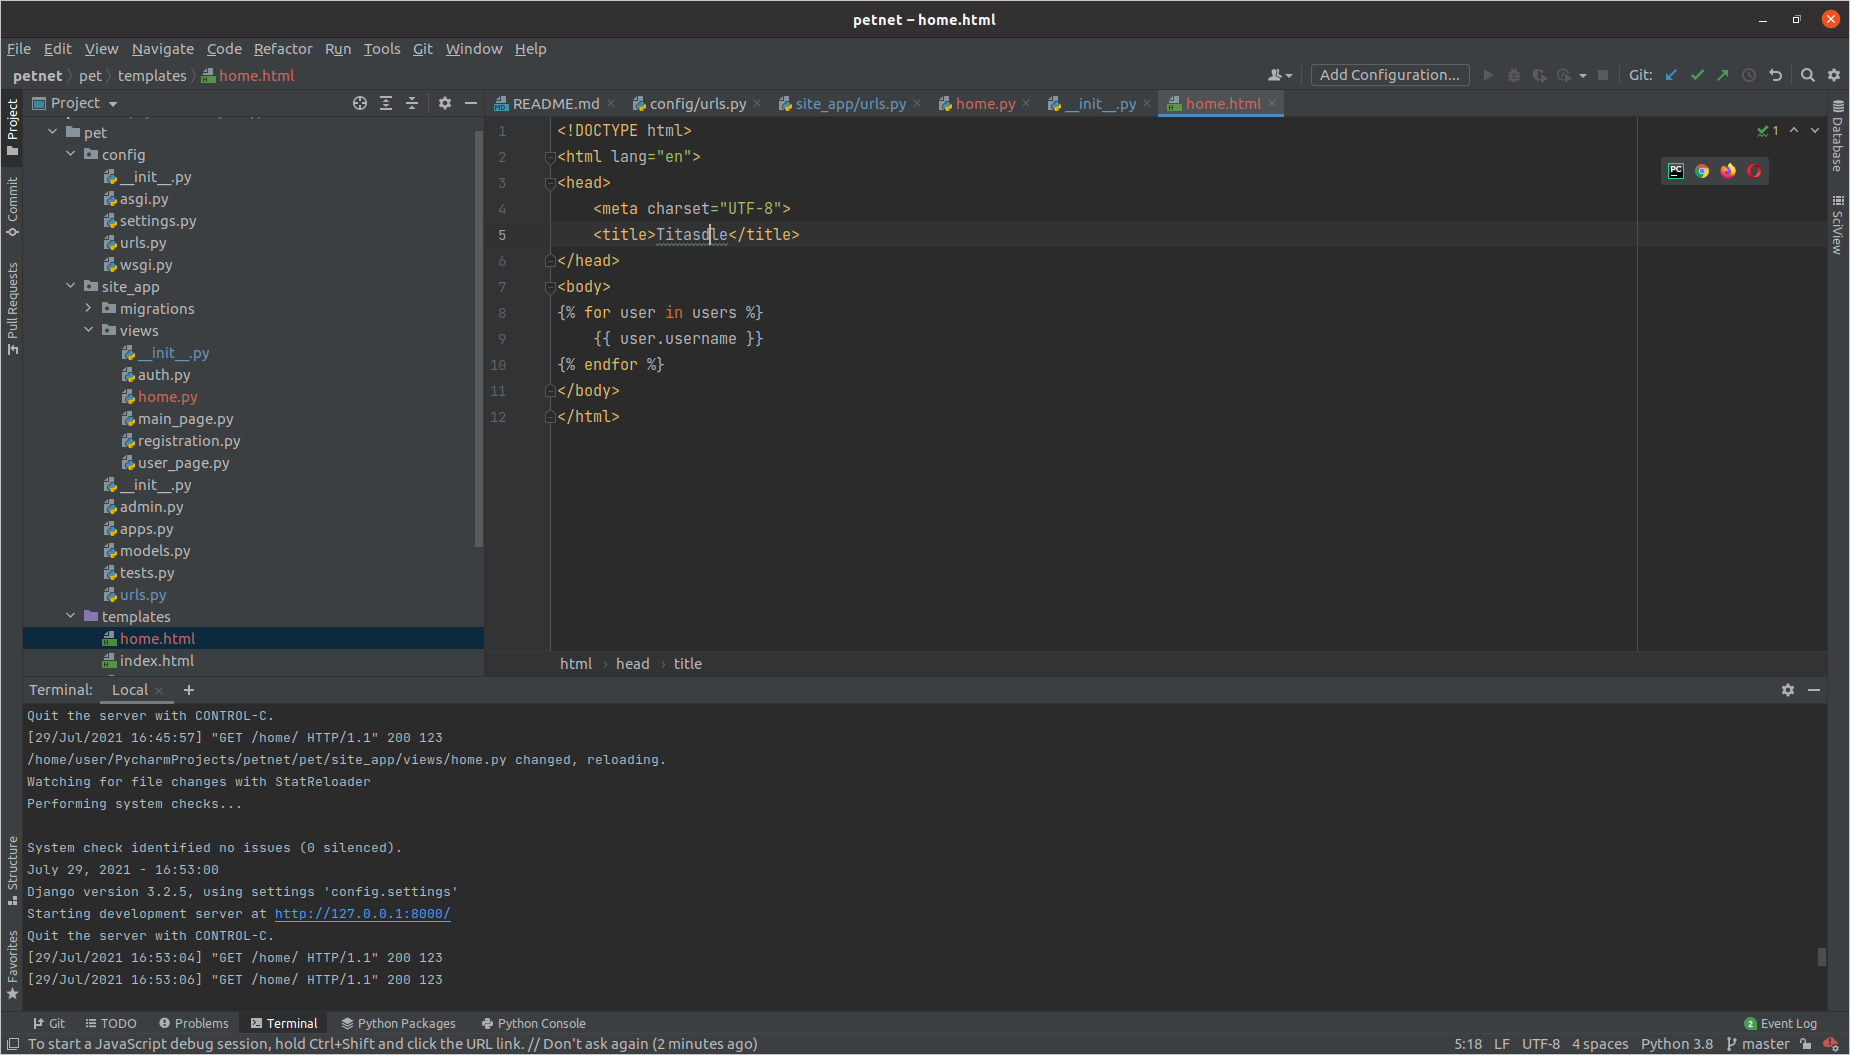 petnet – home.html
File Edit View Navigate Code Refactor Run Tools Git Window Help
petnet pet templates home.html
Add Configuration...
Git:
Project
README.md config/urls.py site_app/urls.py home.py __init__.py home.html
Project
Commit
Pull Requests
Structure
Favorites
pet
config
__init__.py
asgi.py
settings.py
urls.py
wsgi.py
site_app
migrations
views
__init__.py
auth.py
home.py
main_page.py
registration.py
user_page.py
__init__.py
admin.py
apps.py
models.py
tests.py
urls.py
templates
home.html
index.html
1 <!DOCTYPE html>
2 <html lang="en">
3 <head>
4 <meta charset="UTF-8">
5 <title>Titasdle</title>
6 </head>
7 <body>
8 {% for user in users %}
9 {{ user.username }}
10 {% endfor %}
11 </body>
12 </html>
1
PC
Database
SciView
html head title
Terminal: Local +
Quit the server with CONTROL-C.
[29/Jul/2021 16:45:57] "GET /home/ HTTP/1.1" 200 123
/home/user/PycharmProjects/petnet/pet/site_app/views/home.py changed, reloading.
Watching for file changes with StatReloader
Performing system checks...
System check identified no issues (0 silenced).
July 29, 2021 - 16:53:00
Django version 3.2.5, using settings 'config.settings'
Starting development server at http://127.0.0.1:8000/
Quit the server with CONTROL-C.
[29/Jul/2021 16:53:04] "GET /home/ HTTP/1.1" 200 123
[29/Jul/2021 16:53:06] "GET /home/ HTTP/1.1" 200 123
Git TODO Problems Terminal Python Packages Python Console
2 Event Log
To start a JavaScript debug session, hold Ctrl+Shift and click the URL link. // Don't ask again (2 minutes ago)
5:18 LF UTF-8 4 spaces Python 3.8 master